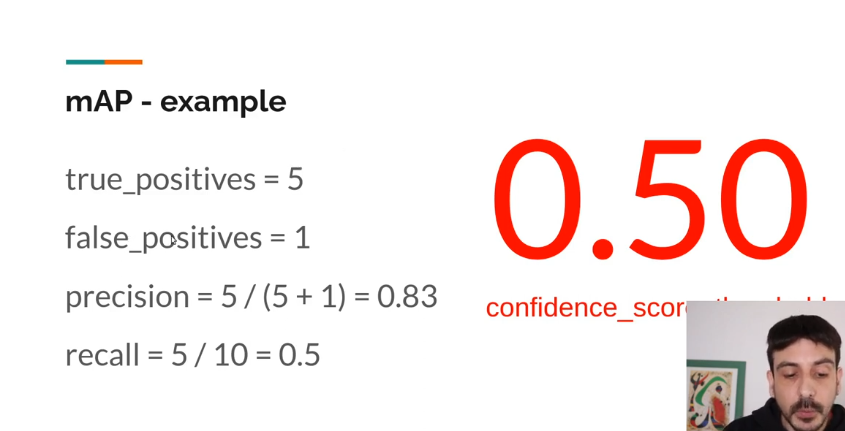 mAP - example
true_positives = 5
false_positives = 1
precision = 5 / (5 + 1) = 0.83
recall = 5 / 10 = 0.5
0.50